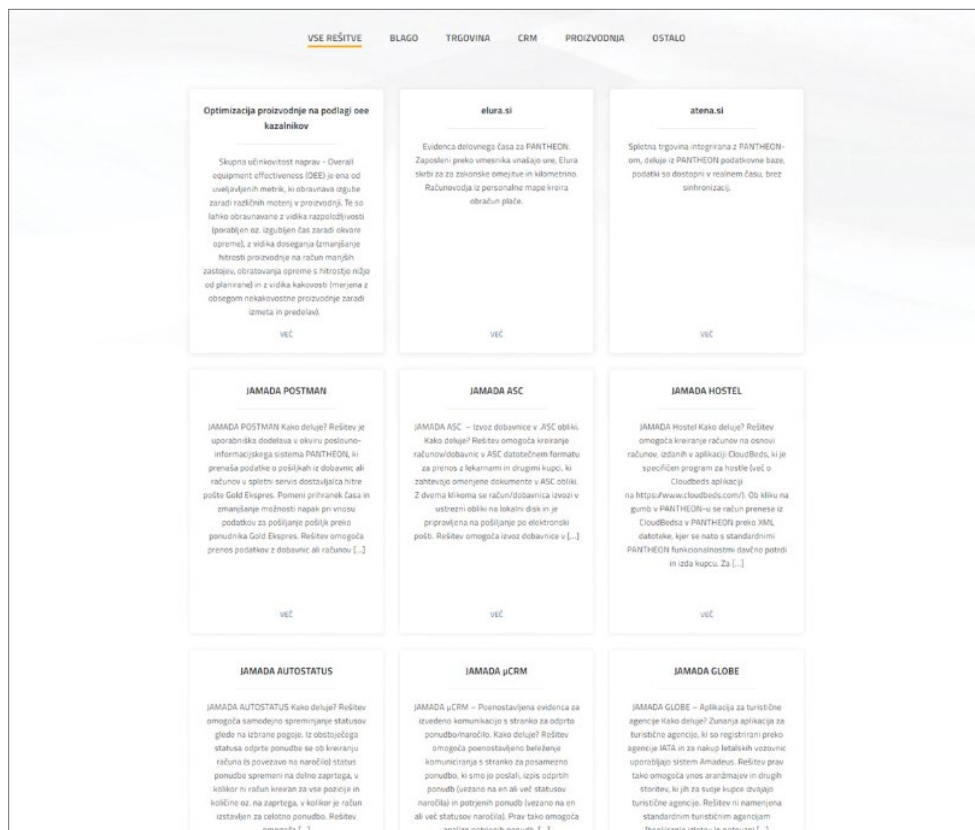 VSE REŠITVE BLAGO TRGOVINA CRM PROIZVODNJA OSTALO
Optimizacija proizvodnje na podlagi oee
kazalnikov
Skupna učinkovitost naprav - Overall
equipment effectiveness (OEE) je ena od
uveljavljenih metrik, ki obravnava izgube
zaradi različnih motenj v proizvodnji. Te so
lahko obravnavane z vidika razpoložljivosti
(porabljen oz. izgubljen čas zaradi okvare
opreme), z vidika doseganja (zmanjšanje
hitrosti proizvodnje na račun manjših
zastojev, obratovanja opreme s hitrostjo nižjo
od planirane) in z vidika kakovosti (merjena z
obsegom nekakovostne proizvodnje zaradi
izmeta in predelav).
VEČ
elura.si
Evidenca delovnega časa za PANTHEON.
Zaposleni preko vmesnika vnašajo ure, Elura
skrbi za za zakonske omejitve in kilometrino.
Računovodja iz personalne mape kreira
obračun plače.
VEČ
atena.si
Spletna trgovina integrirana z PANTHEON-
om, deluje iz PANTHEON podatkovne baze,
podatki so dostopni v realnem času, brez
sinhronizacij.
VEČ
JAMADA POSTMAN
JAMADA POSTMAN Kako deluje? Rešitev je
uporabniška dodelava v okviru poslovno-
informacijskega sistema PANTHEON, ki
prenaša podatke o pošiljkah iz dobavnic ali
računov v spletni servis dostavljalca hitre
pošte Gold Ekspres. Pomeni prihranek časa in
zmanjšanje možnosti napak pri vnosu
podatkov za pošiljanje pošiljk preko
ponudnika Gold Ekspres. Rešitev omogoča
prenos podatkov z dobavnic ali računov [...]
VEČ
JAMADA ASC
JAMADA ASC – Izvoz dobavnice v .ASC obliki.
Kako deluje? Rešitev omogoča kreiranje
računov/dobavnic v ASC datotečnem formatu
za prenos z lekarnami in drugimi kupci, ki
zahtevajo omenjene dokumente v ASC obliki.
Z dvema klikoma se račun/dobavnica izvozi v
ustrezni obliki na lokalni disk in je
pripravljena na pošiljanje po elektronski
pošti. Rešitev omogoča izvoz dobavnice v [...]
VEČ
JAMADA HOSTEL
JAMADA Hostel Kako deluje? Rešitev
omogoča kreiranje računov na osnovi
računov, izdanih v aplikaciji CloudBeds, ki je
specifičen program za hostle (več o
Cloudbeds aplikaciji
na https://www.cloudbeds.com/). Ob kliku na
gumb v PANTHEON-u se račun prenese iz
CloudBedsa v PANTHEON preko XML
datoteke, kjer se nato s standardnimi
PANTHEON funkcionalnostmi davčno potrdi
in izda kupcu. Za [...]
VEČ
JAMADA AUTOSTATUS
JAMADA AUTOSTATUS Kako deluje? Rešitev
omogoča samodejno spreminjanje statusov
glede na izbrane pogoje. Iz obstoječega
statusa odprte ponudbe se ob kreiranju
računa (s povezavo na naročilo) status
ponudbe spremeni na delno zaprtega, v
kolikor ni račun kreiran za vse pozicije in
količine oz. na zaprtega, v kolikor je račun
izstavljen za celotno ponudbo. Rešitev
omogoča [...]
JAMADA µCRM
JAMADA µCRM – Poenostavljena evidenca za
izvedeno komunikacijo s stranko za odprto
ponudbo/naročilo. Kako deluje? Rešitev
omogoča poenostavljeno beleženje
komuniciranja s stranko za posamezno
ponudbo, ki smo jo poslali, izpis odprtih
ponudb (vezano na en ali več statusov
naročila) in potrjenih ponudb (vezano na en
ali več statusov naročila). Prav tako omogoča
analizo potrjenih ponudb. [...]
JAMADA GLOBE
JAMADA GLOBE – Aplikacija za turistične
agencije Kako deluje? Zunanja aplikacija za
turistične agencije, ki so registrirani preko
agencije IATA in za nakup letalskih vozovnic
uporabljajo sistem Amadeus. Rešitev prav
tako omogoča vnos aranžmajev in drugih
storitev, ki jih za svoje kupce izvajajo
turistične agencije. Rešitev ni namenjena
standardnim turističnim agencijam